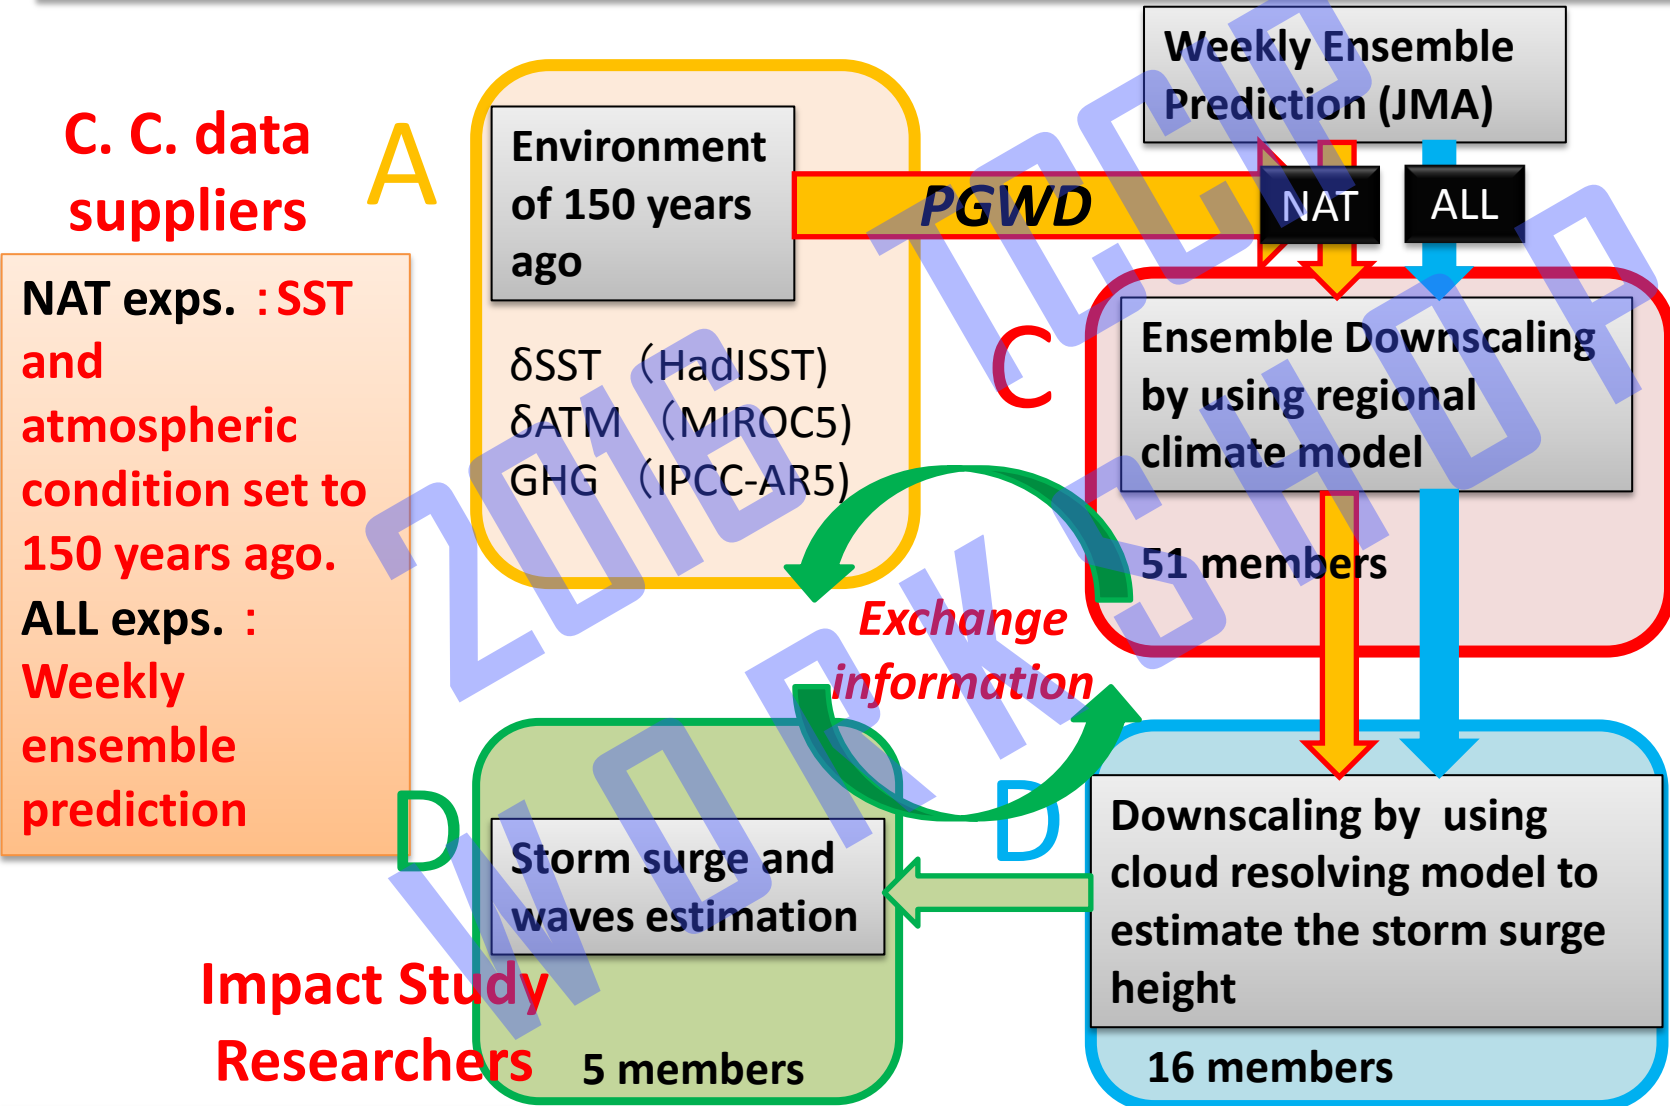 Weekly Ensemble
Prediction (JMA)
C. C. data
suppliers
A
Environment
of 150 years
ago
PGWD
NAT
ALL
NAT exps. : SST
and
atmospheric
condition set to
150 years ago.
ALL exps. :
Weekly
ensemble
prediction
δSST （HadISST)
δATM （MIROC5)
GHG （IPCC-AR5)
C
Ensemble Downscaling
by using regional
climate model
51 members
Exchange
information
D
Storm surge and
waves estimation
5 members
D
Downscaling by using
cloud resolving model to
estimate the storm surge
height
16 members
Impact Study
Researchers
2016 TCCIP
WORKSHOP